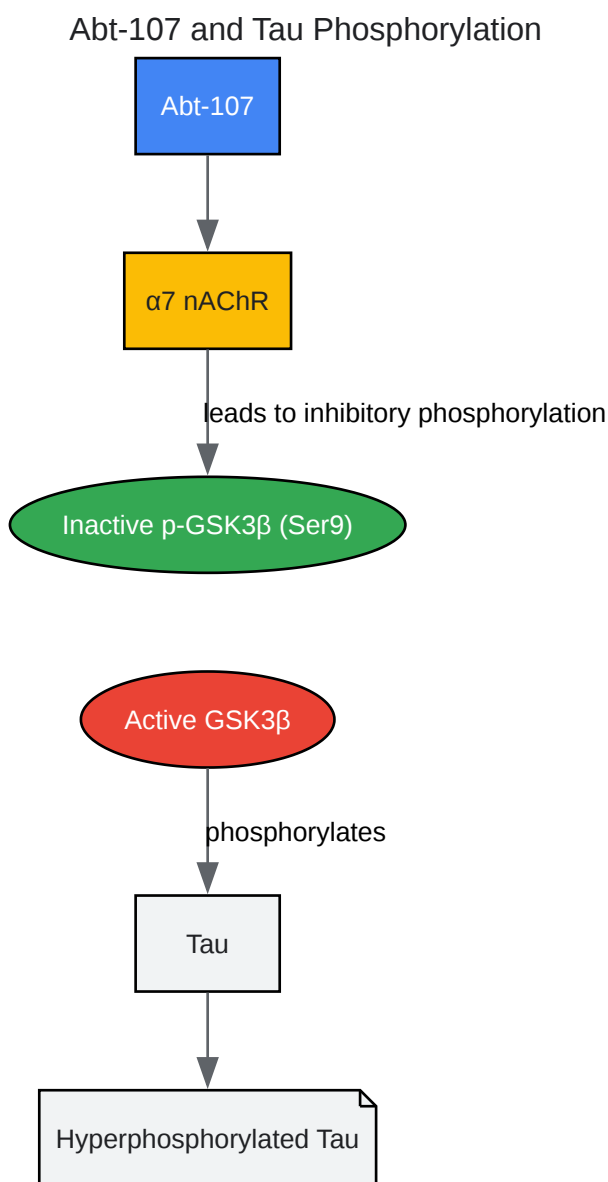 Abt-107 and Tau Phosphorylation
Abt-107
α7 nAChR
leads to inhibitory phosphorylation
Inactive p-GSK3β (Ser9)
Active GSK3β
phosphorylates
Tau
Hyperphosphorylated Tau